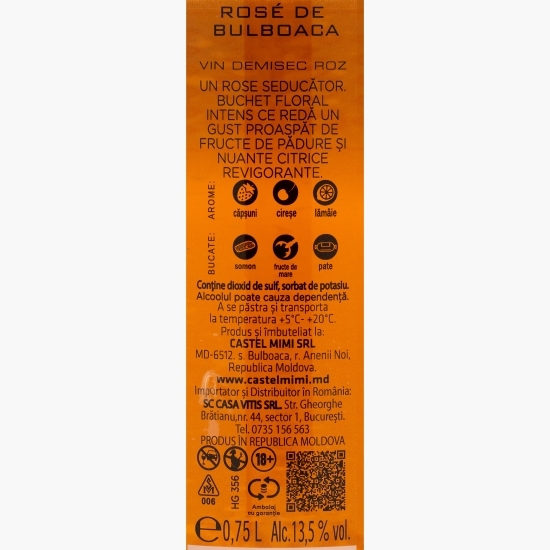 ROSÉ DE
BULBOACA
VIN DEMISEC ROZ
UN ROSE SEDUCĂTOR.
BUCHET FLORAL
INTENS CE REDĂ UN
GUST PROASPĂT DE
FRUCTE DE PĂDURE ȘI
NUANTE CITRICE
REVIGORANTE.
AROME:
căpșuni cireșe lămâie
BUCATE:
somon fructe de mare pate
Conține dioxid de sulf, sorbat de potasiu.
Alcoolul poate cauza dependență.
A se păstra și transporta
la temperatura +5°C- +20°C.
Produs și îmbuteliat la:
CASTEL MIMI SRL
MD-6512. s. Bulboaca, r. Anenii Noi,
Republica Moldova.
www.castelmimi.md
Importator și Distribuitor în România:
SC CASA VITIS SRL. Str. Gheorghe
Brătianu,nr. 44, sector 1, București.
Tel. 0735 156 563
PRODUS ÎN REPUBLICA MOLDOVA
18+
006
HG 356
Ambalaj
cu garanție
e 0,75 L Alc.13,5 % vol.